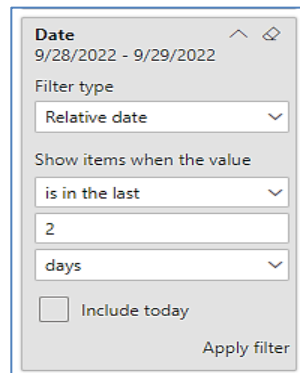 Date
9/28/2022 - 9/29/2022
Filter type
Relative date
Show items when the value
is in the last
2
days
Include today
Apply filter